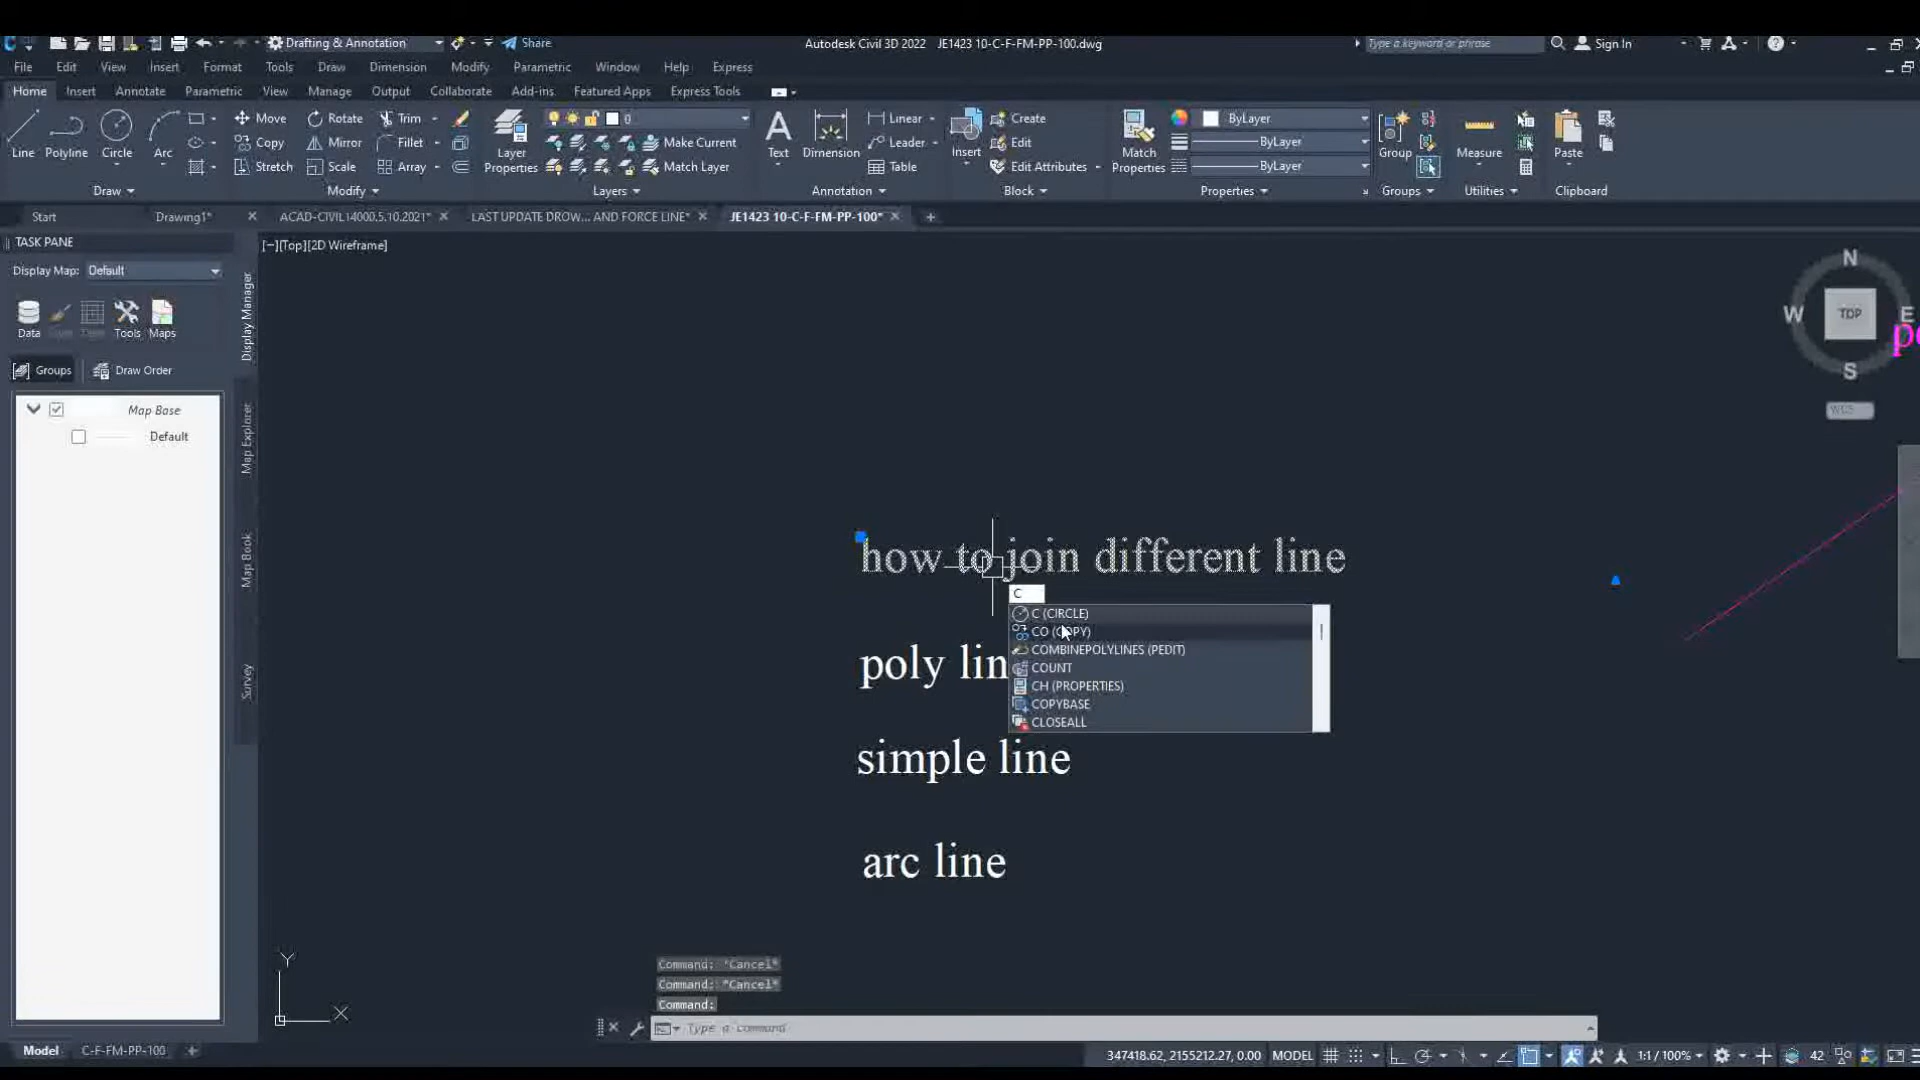 Drafting & Annotation
Share
Autodesk Civil 3D 2022 JE1423 10-C-F-FM-PP-100.dwg
Type a keyword or phrase
Sign In
File Edit View Insert Format Tools Draw Dimension Modify Parametric Window Help Express
Home Insert Annotate Parametric View Manage Output Collaborate Add-ins Featured Apps Express Tools
Line Polyline Circle Arc
Move Rotate Trim
Copy Mirror Fillet
Stretch Scale Array
Draw
Modify
Layer Properties
0
Make Current
Match Layer
Layers
Text
Dimension
Linear
Leader
Table
Annotation
Insert
Create
Edit
Edit Attributes
Block
Match Properties
ByLayer
ByLayer
ByLayer
Properties
Group
Groups
Measure
Utilities
Paste
Clipboard
Start
Drawing1*
ACAD-CIVIL14000.5.10.2021*
LAST UPDATE DROW... AND FORCE LINE*
JE1423 10-C-F-FM-PP-100*
TASK PANE
[−][Top][2D Wireframe]
Display Map: Default
Data
Tools
Maps
Groups
Draw Order
Map Base
Default
Display Manager
Map Explorer
Map Book
Survey
N
W TOP E
S
WCS
how to join different line
C
C (CIRCLE)
CO (COPY)
COMBINEPOLYLINES (PEDIT)
COUNT
CH (PROPERTIES)
COPYBASE
CLOSEALL
poly lin
simple line
arc line
Y
X
Command: *Cancel*
Command: *Cancel*
Command:
Type a command
Model
C-F-FM-PP-100
347418.62, 2155212.27, 0.00 MODEL
1:1 / 100%
42